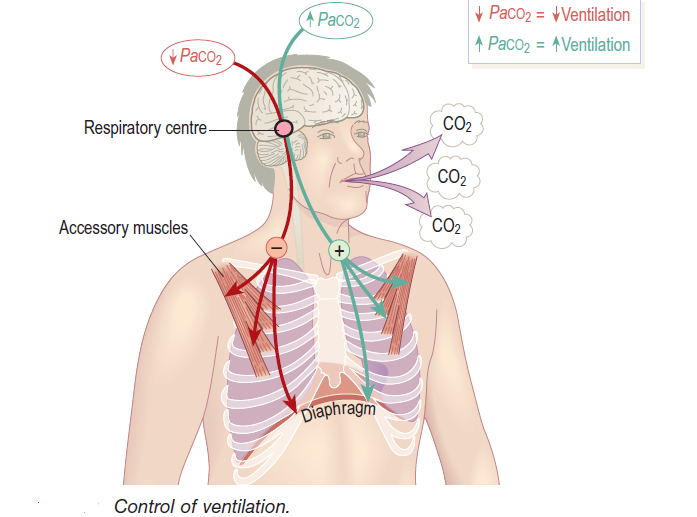 ↑ PaCO₂
↓ PaCO₂ = ↓Ventilation
↑ PaCO₂ = ↑Ventilation
↓ PaCO₂
Respiratory centre
CO₂
CO₂
CO₂
Accessory muscles
−
+
Diaphragm
Control of ventilation.